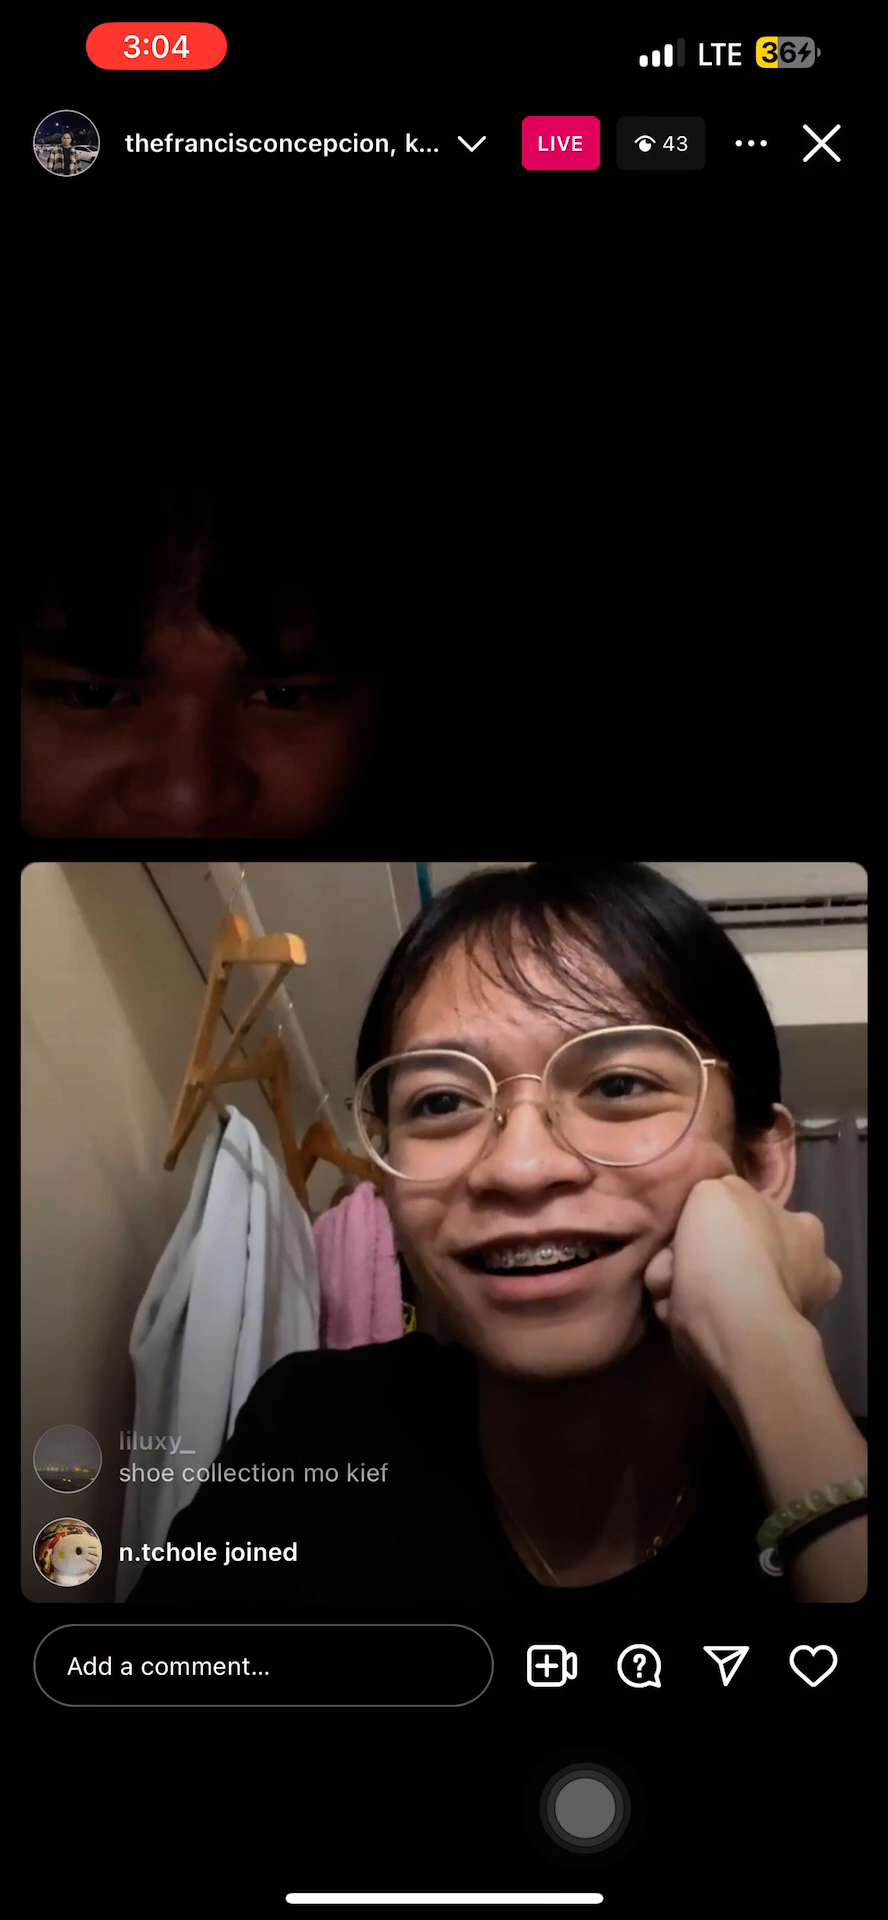 3:04
LTE
36
thefrancisconcepcion, k...
LIVE
43
liluxy_
shoe collection mo kief
n.tchole joined
Add a comment...